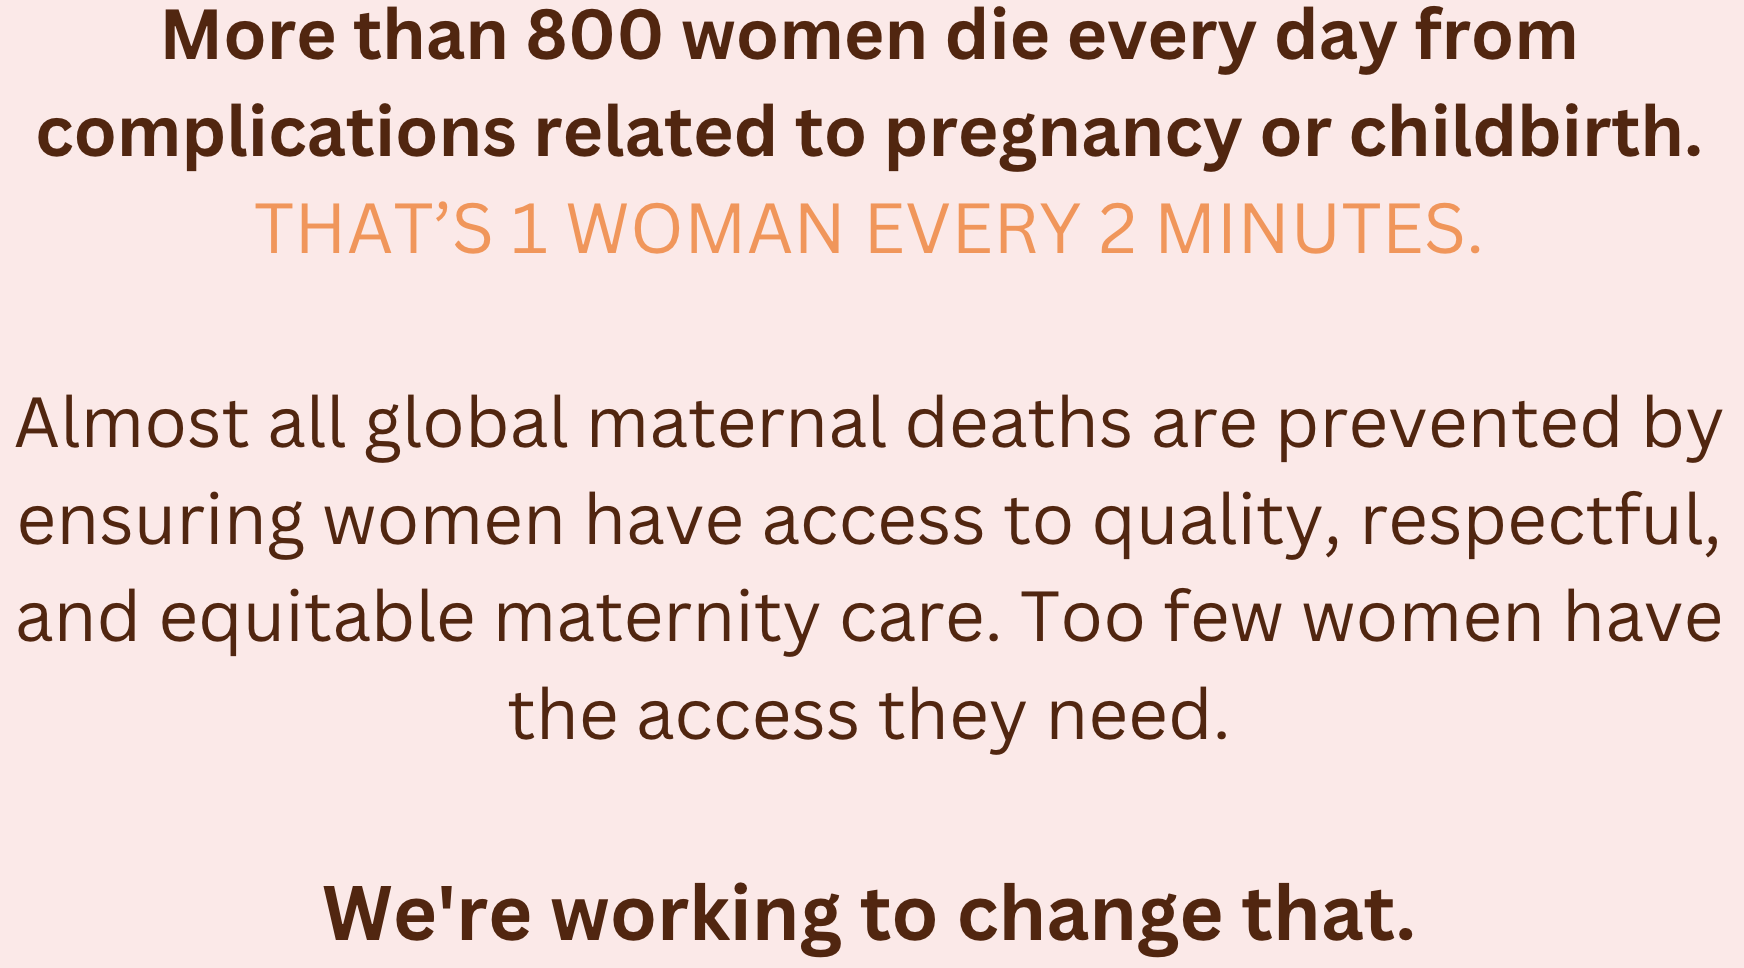 More than 800 women die every day from
complications related to pregnancy or childbirth.
THAT’S 1 WOMAN EVERY 2 MINUTES.
Almost all global maternal deaths are prevented by
ensuring women have access to quality, respectful,
and equitable maternity care. Too few women have
the access they need.
We're working to change that.